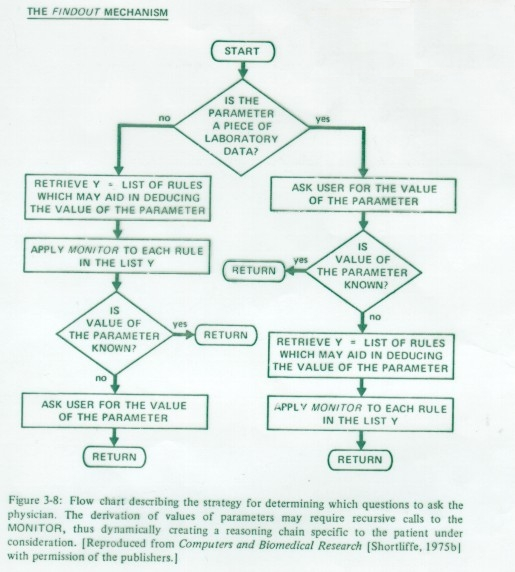 THE FINDOUT MECHANISM
START
IS THE
PARAMETER
A PIECE OF
LABORATORY
DATA?
no
yes
RETRIEVE Y = LIST OF RULES
WHICH MAY AID IN DEDUCING
THE VALUE OF THE PARAMETER
APPLY MONITOR TO EACH RULE
IN THE LIST Y
IS
VALUE OF
THE PARAMETER
KNOWN?
yes
RETURN
no
ASK USER FOR THE VALUE
OF THE PARAMETER
RETURN
ASK USER FOR THE VALUE
OF THE PARAMETER
IS
VALUE OF
THE PARAMETER
KNOWN?
yes
RETURN
no
RETRIEVE Y = LIST OF RULES
WHICH MAY AID IN DEDUCING
THE VALUE OF THE PARAMETER
APPLY MONITOR TO EACH RULE
IN THE LIST Y
RETURN
Figure 3-8: Flow chart describing the strategy for determining which questions to ask the
physician. The derivation of values of parameters may require recursive calls to the
MONITOR, thus dynamically creating a reasoning chain specific to the patient under
consideration. [Reproduced from Computers and Biomedical Research [Shortliffe, 1975b]
with permission of the publishers.]